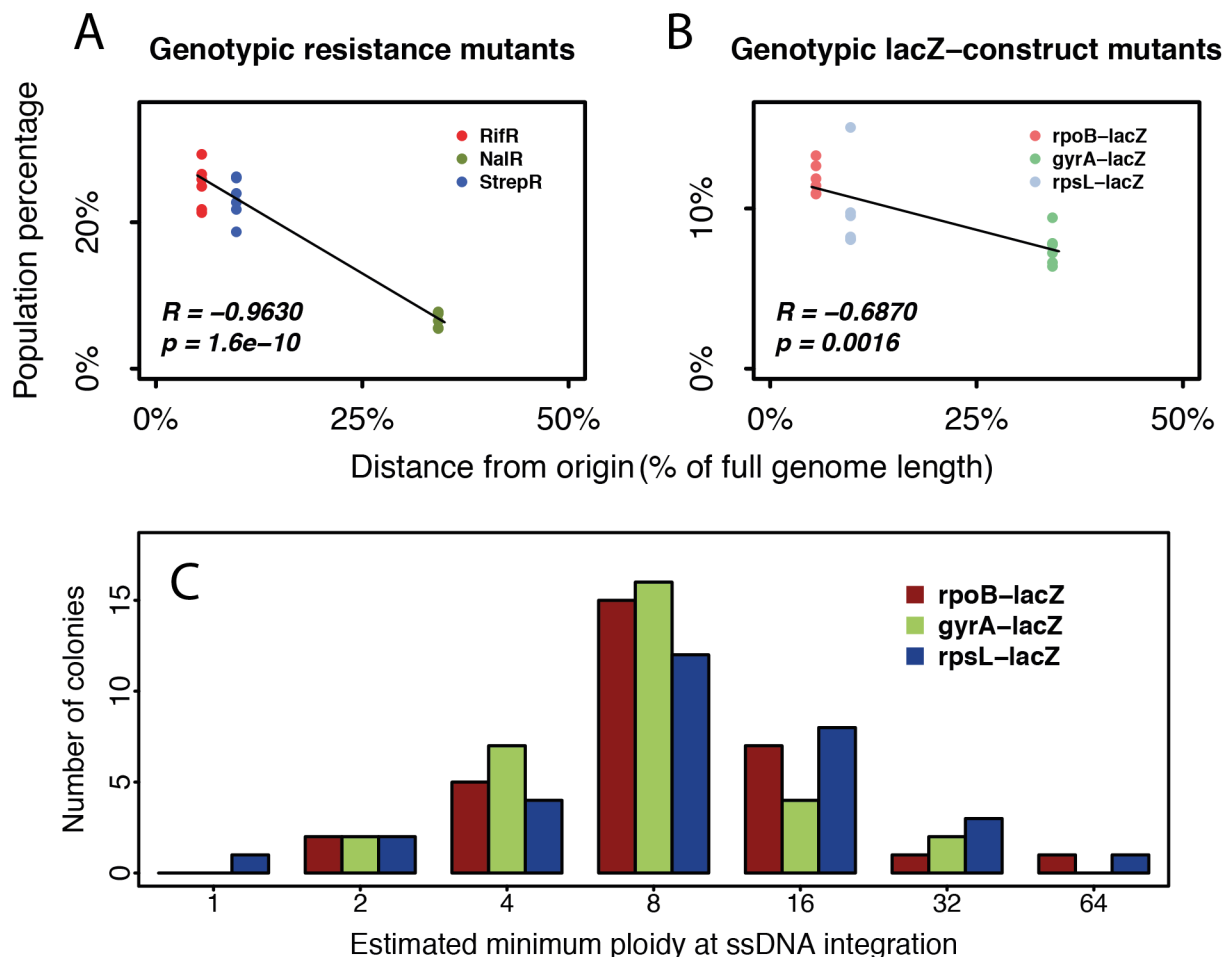 A
Genotypic resistance mutants
Population percentage
20%
0%
RifR
NalR
StrepR
R = −0.9630
p = 1.6e−10
0%
25%
50%
B
Genotypic lacZ−construct mutants
10%
0%
rpoB−lacZ
gyrA−lacZ
rpsL−lacZ
R = −0.6870
p = 0.0016
0%
25%
50%
Distance from origin (% of full genome length)
C
Number of colonies
15
10
5
0
rpoB−lacZ
gyrA−lacZ
rpsL−lacZ
1
2
4
8
16
32
64
Estimated minimum ploidy at ssDNA integration